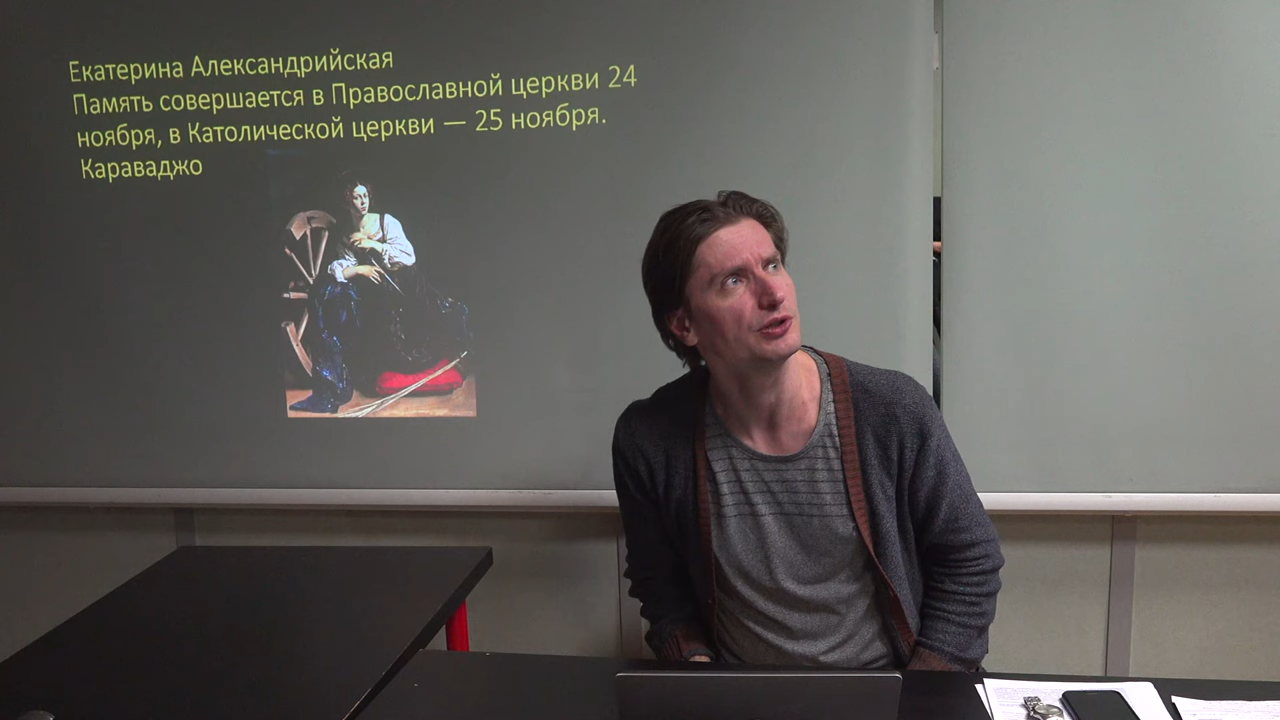 Екатерина Александрийская
Память совершается в Православной церкви 24
ноября, в Католической церкви — 25 ноября.
Караваджо